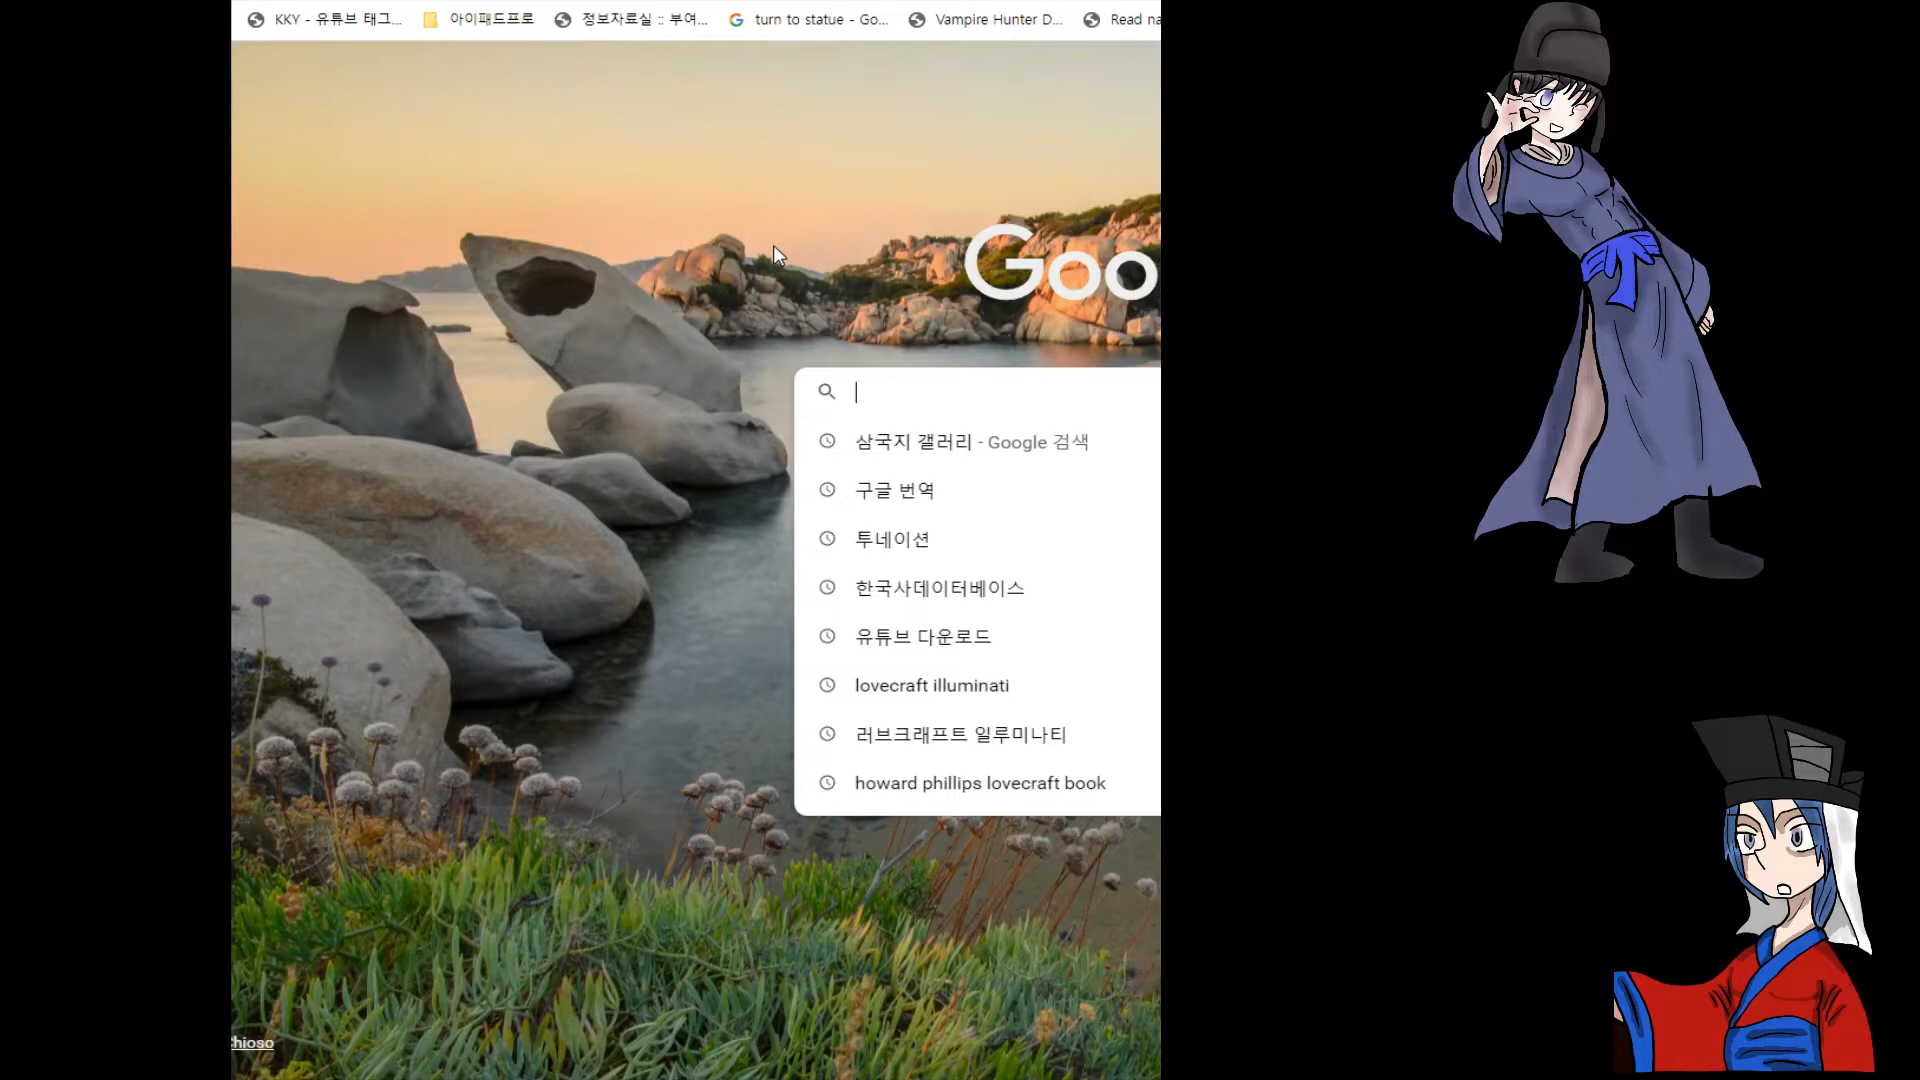 KKY - 유튜브 태그... 아이패드프로 정보자료실 :: 부여... turn to statue - Go... Vampire Hunter D... Read na
Goo
삼국지 갤러리 - Google 검색
구글 번역
투네이션
한국사데이터베이스
유튜브 다운로드
lovecraft illuminati
러브크래프트 일루미나티
howard phillips lovecraft book
hioso